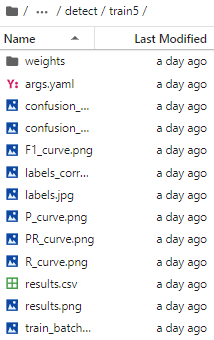 / ... / detect / train5 /
Name Last Modified
weights a day ago
Y: args.yaml a day ago
confusion_... a day ago
confusion_... a day ago
F1_curve.png a day ago
labels_corr... a day ago
labels.jpg a day ago
P_curve.png a day ago
PR_curve.png a day ago
R_curve.png a day ago
results.csv a day ago
results.png a day ago
train_batch... a day ago